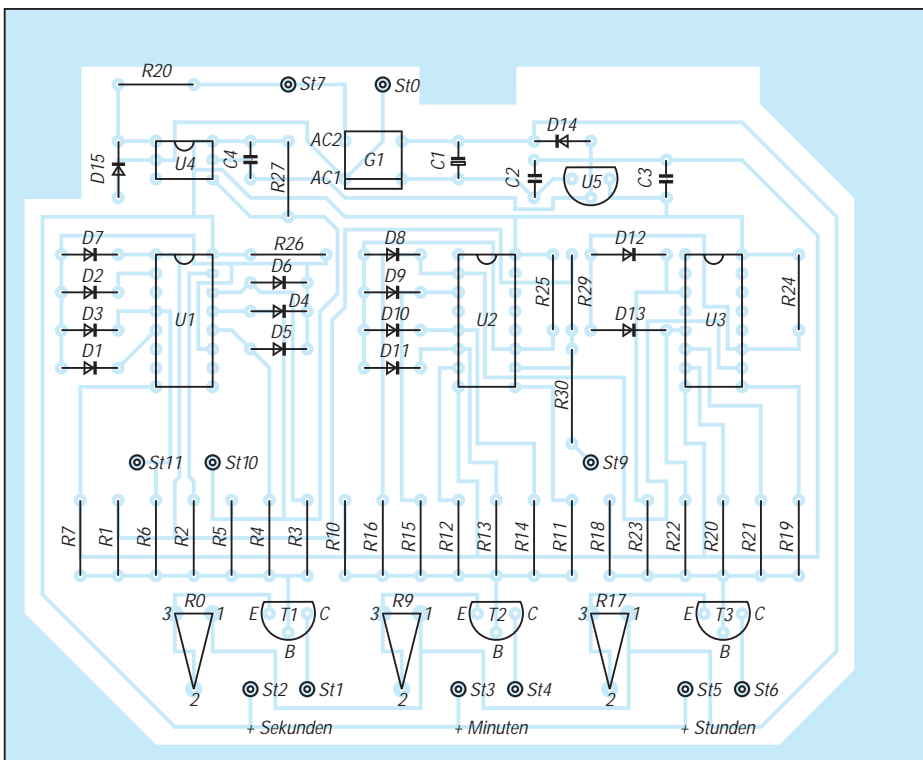 R20 St7 St0
D14
AC2
D15 U4 C4 R27 G1 C1 C2 U5 C3
AC1
D7 R26 D8 D12
D2 D6 D9 R25 R29 R24
D3 U1 D4 D10 U2 D13 U3
D1 D5 D11
R30
St11 St10 St9
R7 R1 R6 R2 R5 R4 R3 R10 R16 R15 R12 R13 R14 R11 R18 R23 R22 R20 R21 R19
R0 R9 R17
3 1 E T1 C 3 1 E T2 C 3 1 E T3 C
B B B
2 St2 St1 2 St3 St4 2 St5 St6
+ Sekunden + Minuten + Stunden